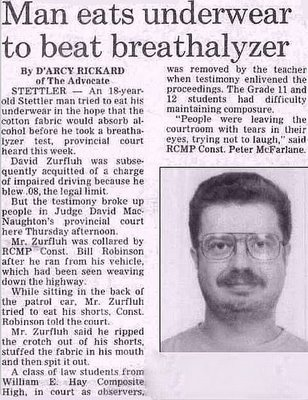 Man eats underwear
to beat breathalyzer
By D'ARCY RICKARD
of The Advocate
STETTLER — An 18-year-
old Stettler man tried to eat his
underwear in the hope that the
cotton fabric would absorb al-
cohol before he took a breatha-
lyzer test, provincial court
heard this week.
David Zurfluh was subse-
quently acquitted of a charge
of impaired driving because he
blew .08, the legal limit.
But the testimony broke up
people in Judge David Mac-
Naughton's provincial court
here Thursday afternoon.
Mr. Zurfluh was collared by
RCMP Const. Bill Robinson
after he ran from his vehicle,
which had been seen weaving
down the highway.
While sitting in the back of
the patrol car, Mr. Zurfluh
tried to eat his shorts, Const.
Robinson told the court.
Mr. Zurfluh said he ripped
the crotch out of his shorts,
stuffed the fabric in his mouth
and then spit it out.
A class of law students from
William E. Hay Composite
High, in court as observers,
was removed by the teacher
when testimony enlivened the
proceedings. The Grade 11 and
12 students had difficulty
maintaining composure.
"People were leaving the
courtroom with tears in their
eyes, trying not to laugh," said
RCMP Const. Peter McFarlane.